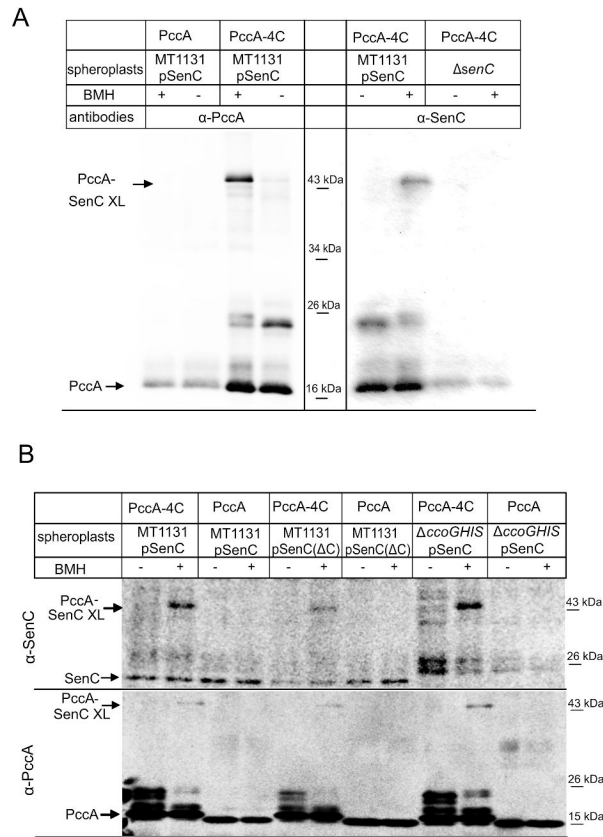 A
PccA PccA-4C PccA-4C PccA-4C
spheroplasts MT1131 pSenC MT1131 pSenC MT1131 pSenC ΔsenC
BMH + - + - - + - +
antibodies α-PccA α-SenC
PccA-
SenC XL
43 kDa
34 kDa
26 kDa
PccA
16 kDa
B
PccA-4C PccA PccA-4C PccA PccA-4C PccA
spheroplasts MT1131 pSenC MT1131 pSenC MT1131 pSenC(ΔC) MT1131 pSenC(ΔC) ΔccoGHIS pSenC ΔccoGHIS pSenC
BMH - + - + - + - + - + - +
α-SenC
PccA-
SenC XL
43 kDa
26 kDa
SenC
α-PccA
PccA-
SenC XL
43 kDa
26 kDa
PccA
15 kDa